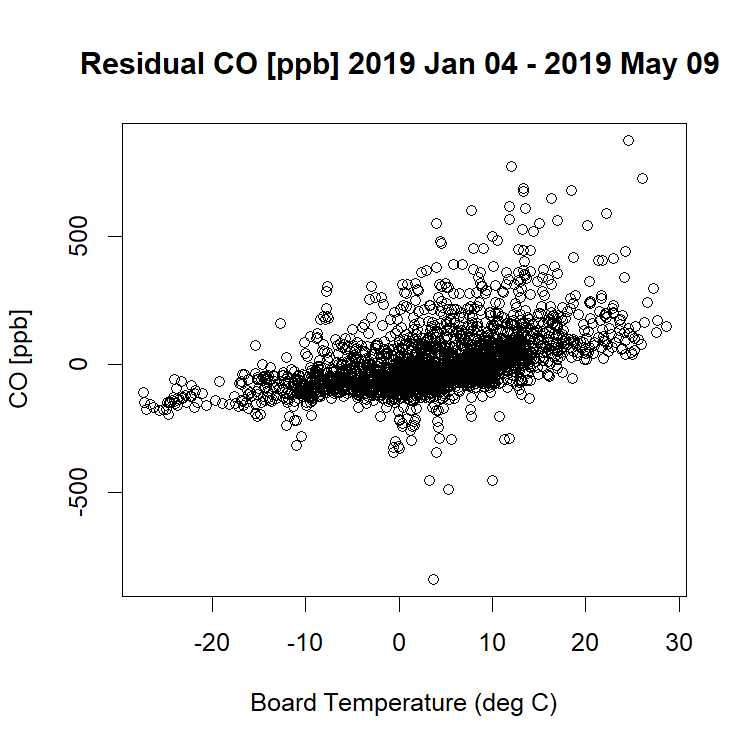 Residual CO [ppb] 2019 Jan 04 - 2019 May 09
CO [ppb]
500
0
-500
-20 -10 0 10 20 30
Board Temperature (deg C)